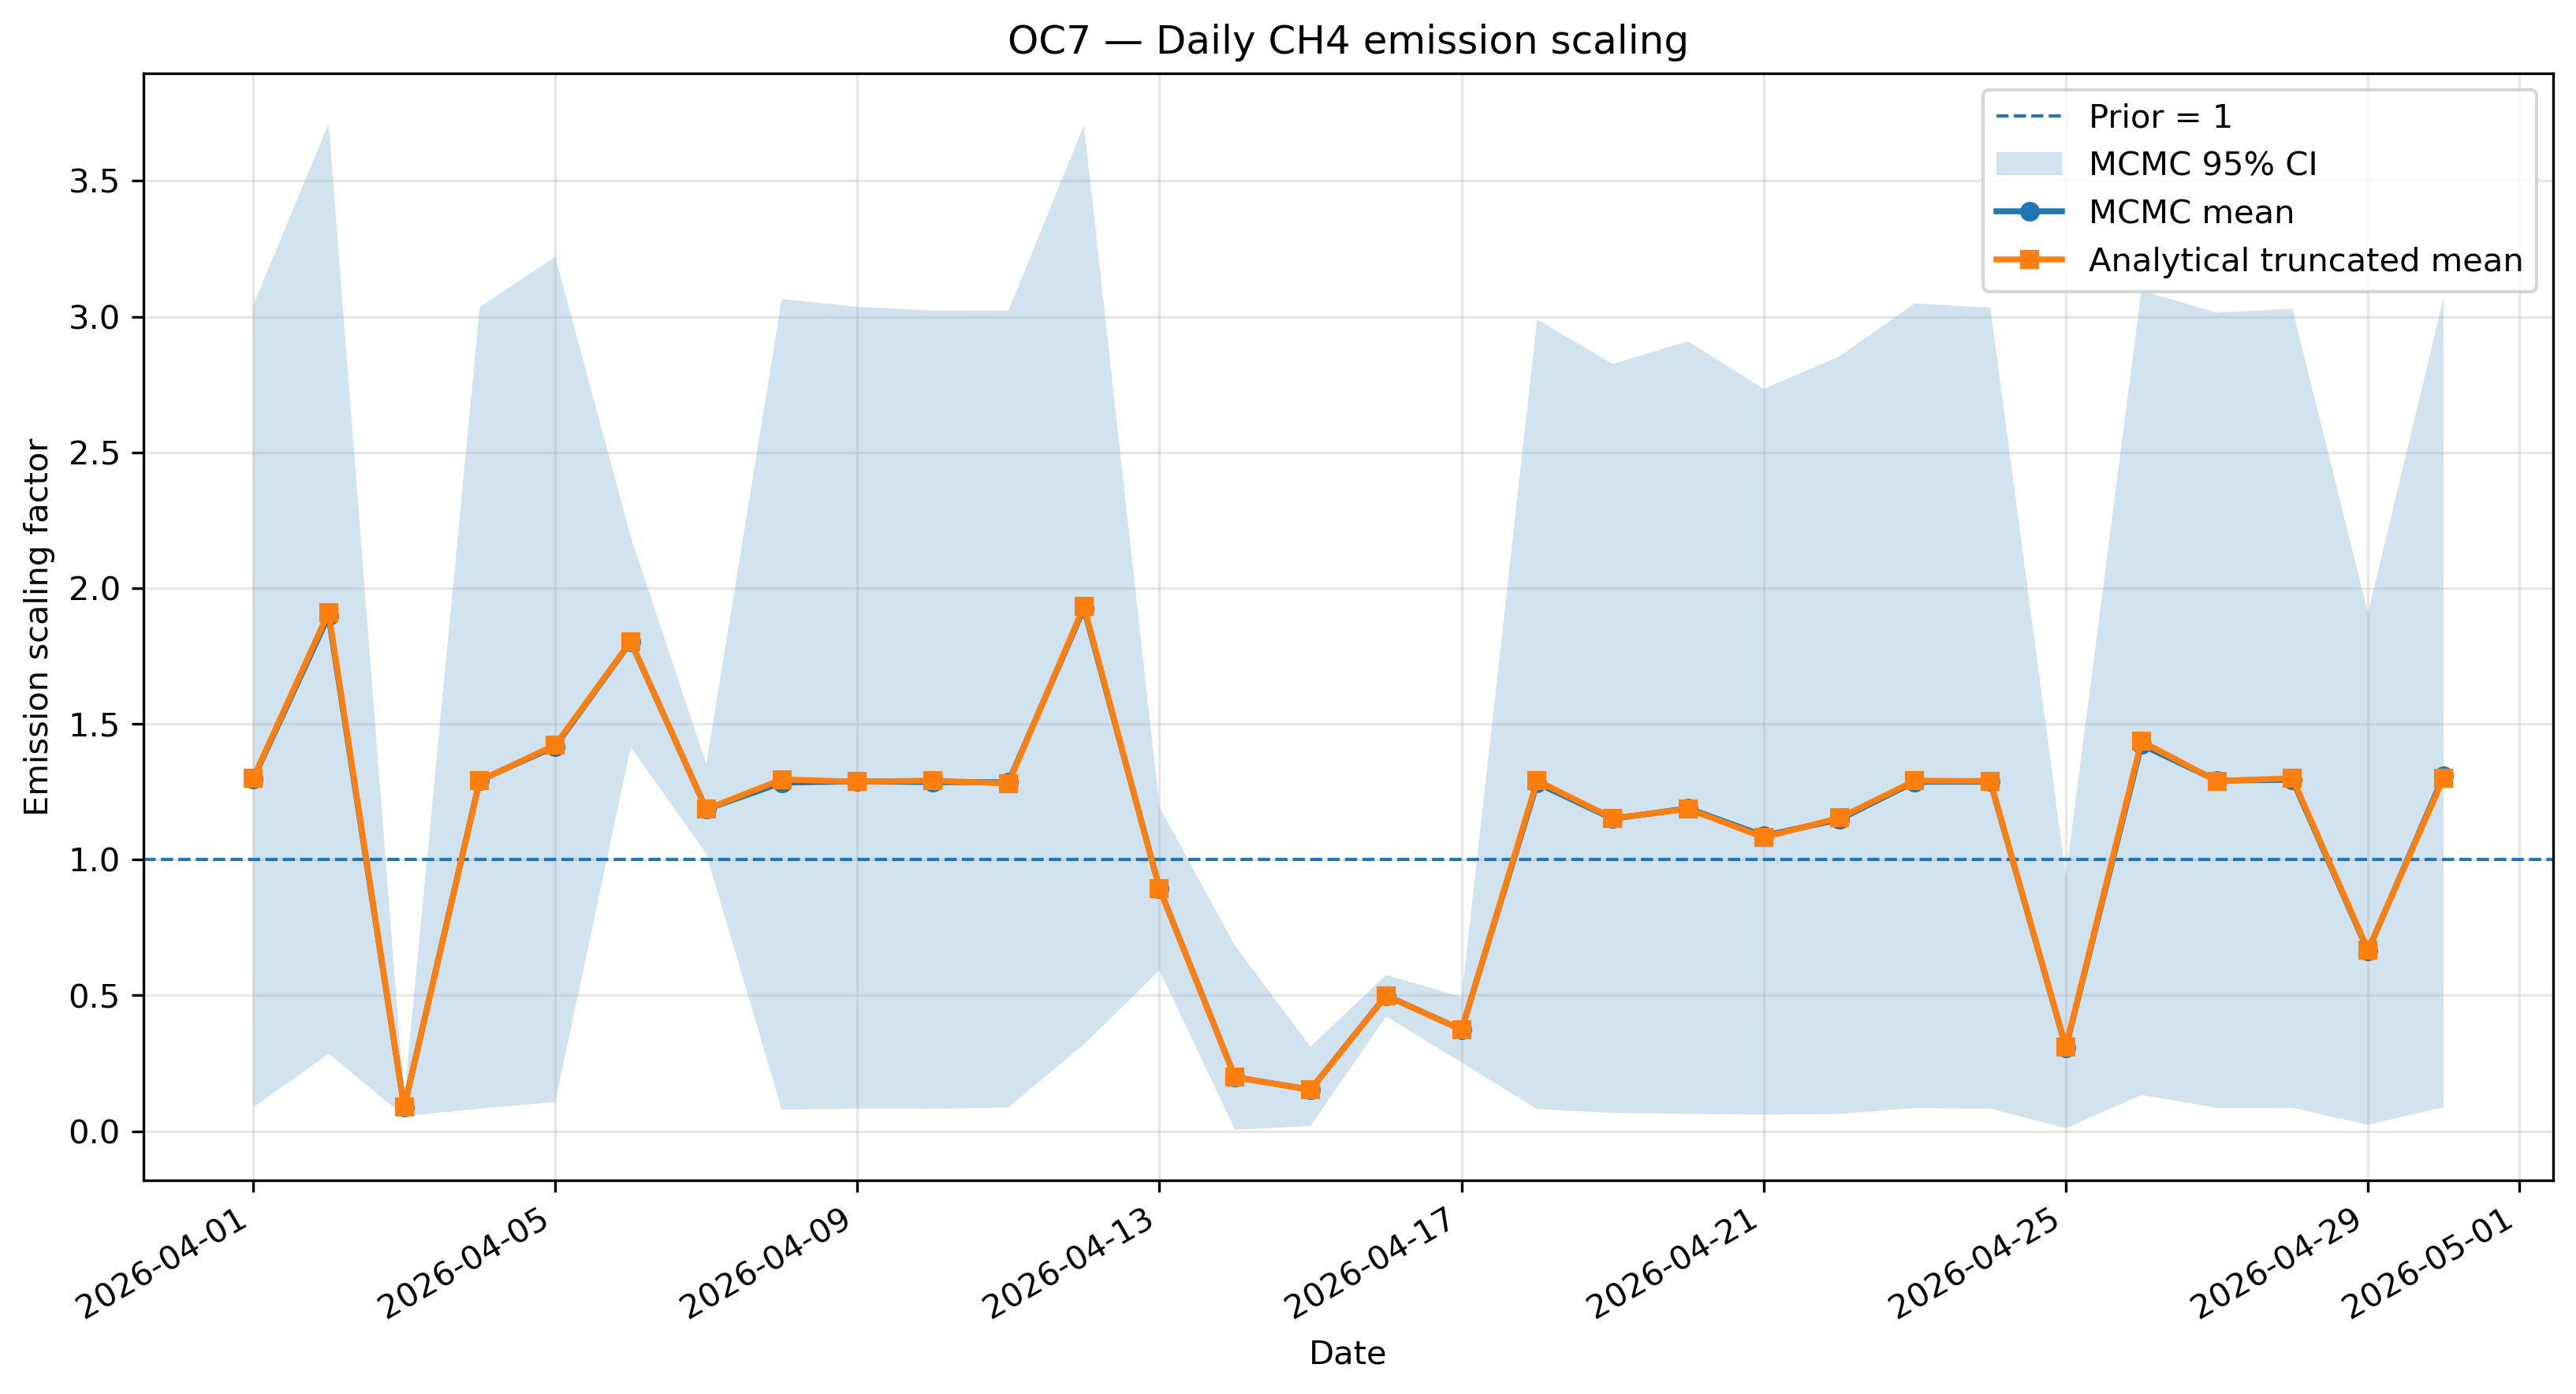 OC7 — Daily CH4 emission scaling
Prior = 1
MCMC 95% CI
MCMC mean
Analytical truncated mean
Emission scaling factor
3.5
3.0
2.5
2.0
1.5
1.0
0.5
0.0
2026-04-01
2026-04-05
2026-04-09
2026-04-13
2026-04-17
2026-04-21
2026-04-25
2026-04-29
2026-05-01
Date